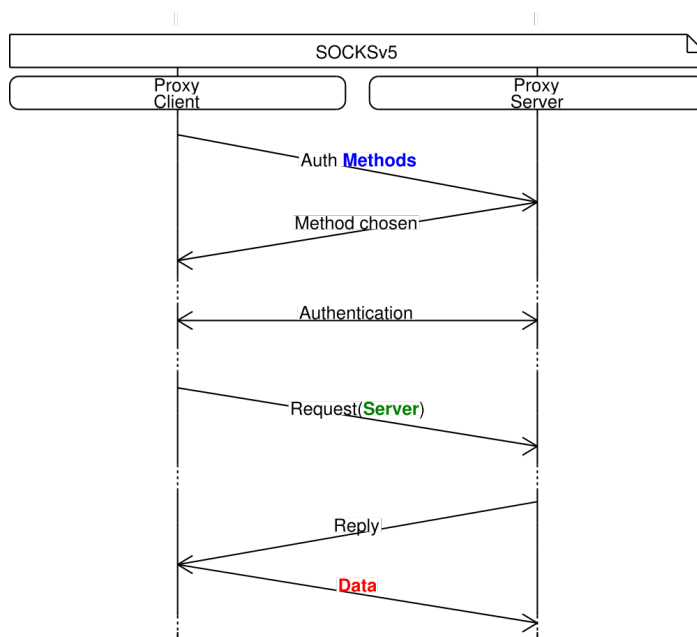 SOCKSv5
Proxy
Client
Proxy
Server
Auth Methods
Method chosen
Authentication
Request(Server)
Reply
Data